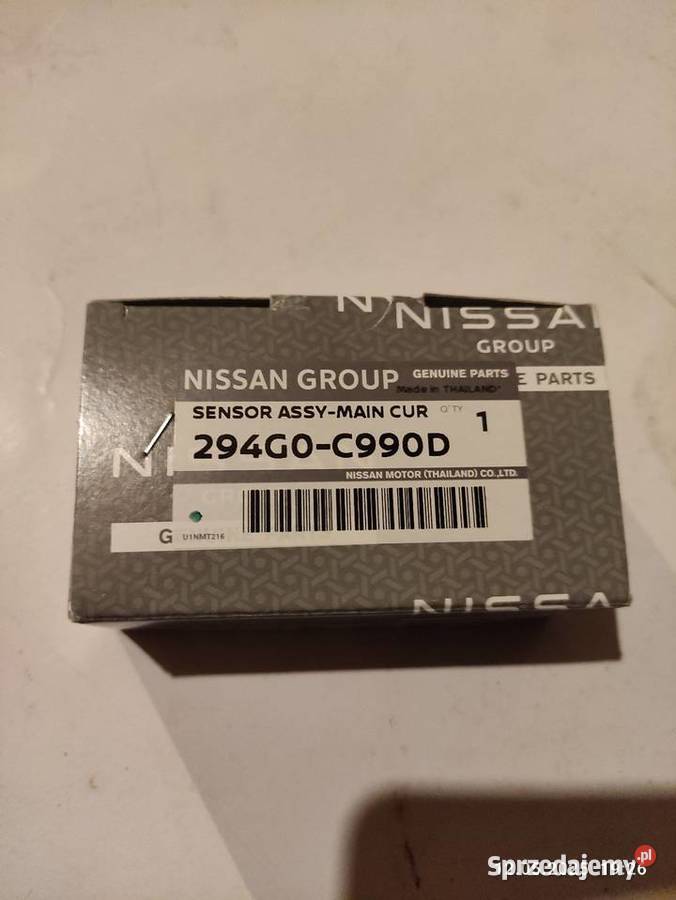 NISSA
GROUP
NISSAN GROUP GENUINE PARTS E PARTS
Made in THAILAND*
SENSOR ASSY-MAIN CUR Q'TY 1
294G0-C990D
NISSAN MOTOR (THAILAND) CO.,LTD.
G U1NMT216
NISSA
Sprzedajemy.pl